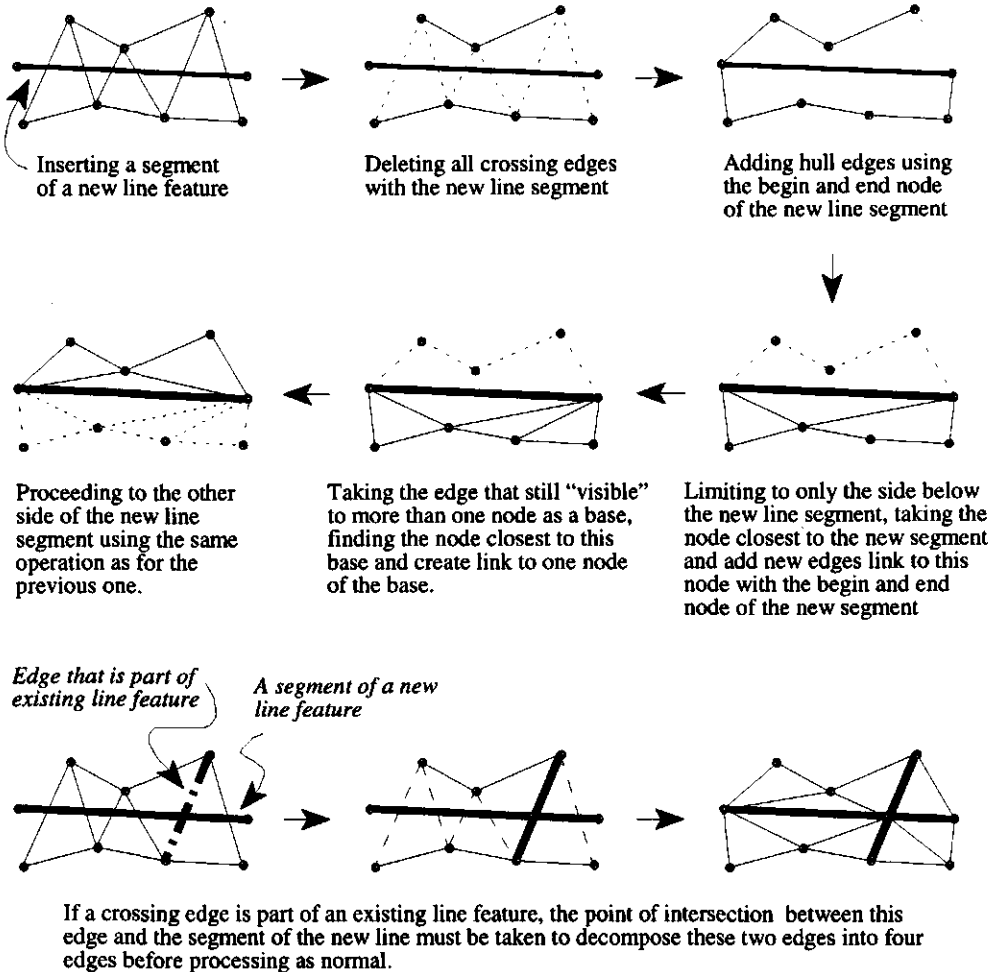 Inserting a segment
of a new line feature
Deleting all crossing edges
with the new line segment
Adding hull edges using
the begin and end node
of the new line segment
Proceeding to the other
side of the new line
segment using the same
operation as for the
previous one.
Taking the edge that still “visible”
to more than one node as a base,
finding the node closest to this
base and create link to one node
of the base.
Limiting to only the side below
the new line segment, taking the
node closest to the new segment
and add new edges link to this
node with the begin and end
node of the new segment
Edge that is part of
existing line feature
A segment of a new
line feature
If a crossing edge is part of an existing line feature, the point of intersection between this
edge and the segment of the new line must be taken to decompose these two edges into four
edges before processing as normal.